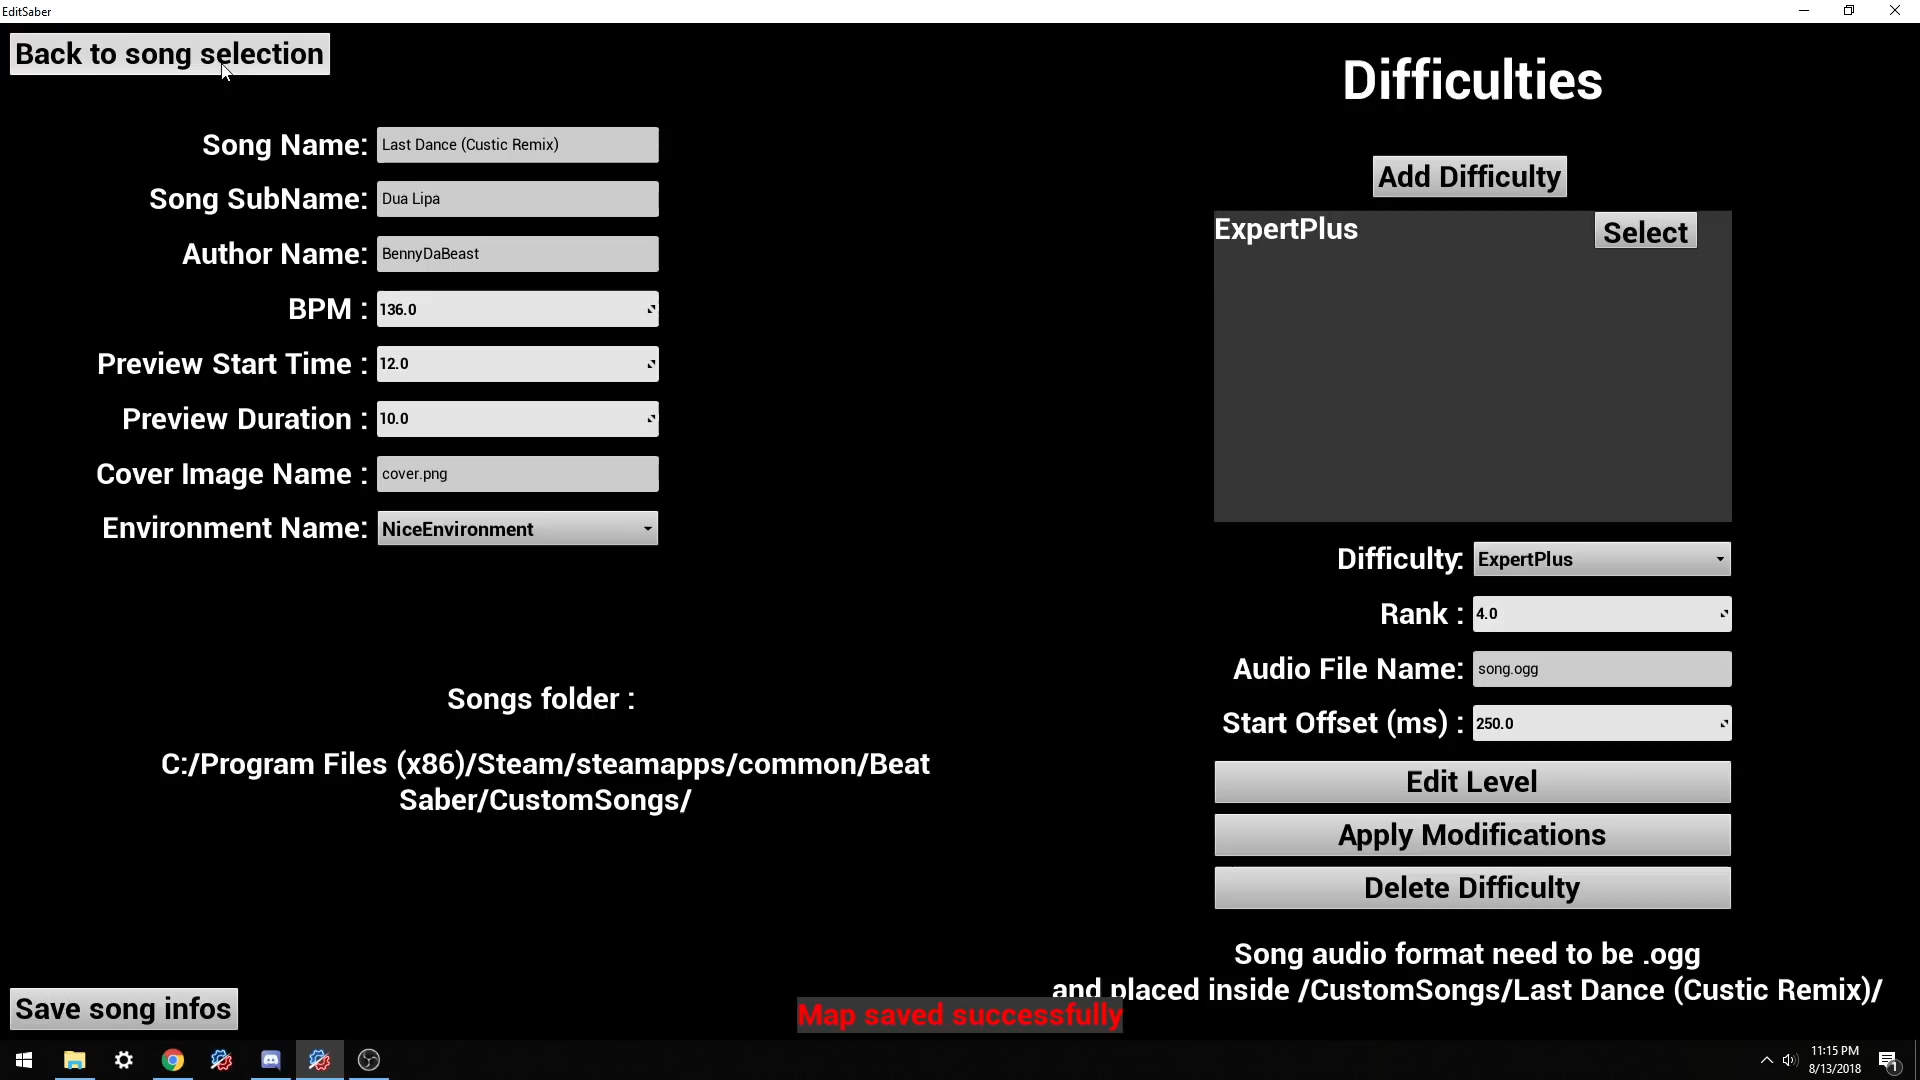 EditSaber
Back to song selection
Song Name: Last Dance (Custic Remix)
Song SubName: Dua Lipa
Author Name: BennyDaBeast
BPM : 136.0
Preview Start Time : 12.0
Preview Duration : 10.0
Cover Image Name : cover.png
Environment Name: NiceEnvironment
Songs folder :
C:/Program Files (x86)/Steam/steamapps/common/Beat
Saber/CustomSongs/
Save song infos
Difficulties
Add Difficulty
ExpertPlus Select
Difficulty: ExpertPlus
Rank : 4.0
Audio File Name: song.ogg
Start Offset (ms) : 250.0
Edit Level
Apply Modifications
Delete Difficulty
Song audio format need to be .ogg
and placed inside /CustomSongs/Last Dance (Custic Remix)/
Map saved successfully
11:15 PM
8/13/2018
1